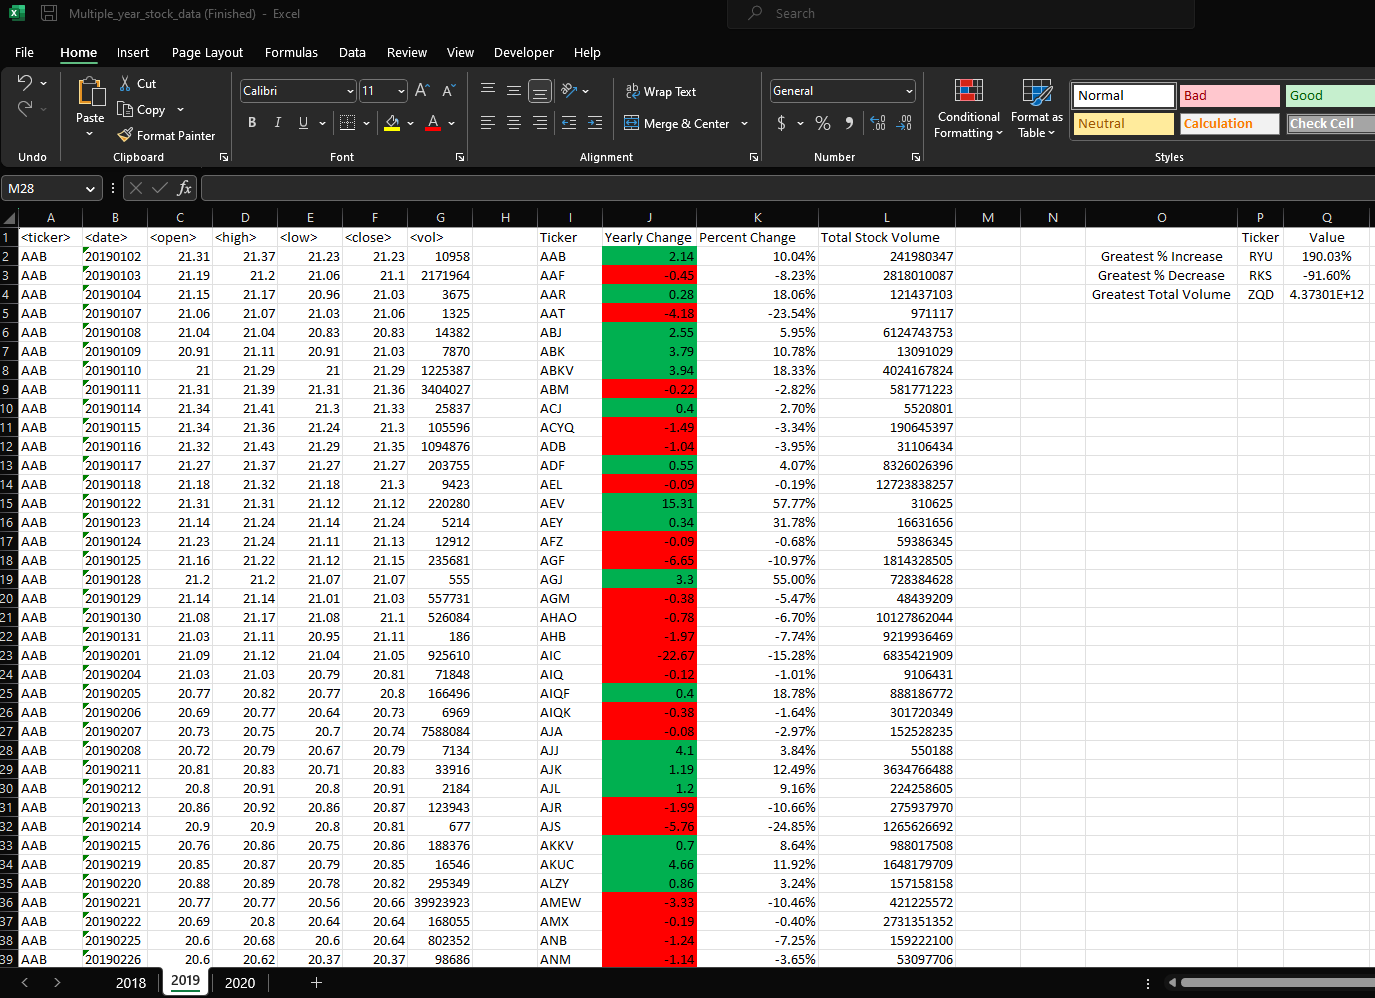 Multiple_year_stock_data (Finished) - Excel
Search
File Home Insert Page Layout Formulas Data Review View Developer Help
Undo
Paste Cut Copy Format Painter
Clipboard
Calibri 11
B I U
Font
Wrap Text
Merge & Center
Alignment
General
$ % 9
Number
Conditional Formatting
Format as Table
Normal Bad Good
Neutral Calculation Check Cell
Styles
M28 fx
A B C D E F G H I J K L M N O P Q
1 <ticker> <date> <open> <high> <low> <close> <vol> Ticker Yearly Change Percent Change Total Stock Volume Ticker Value
2 AAB 20190102 21.31 21.37 21.23 21.23 10958 AAB 2.14 10.04% 241980347 Greatest % Increase RYU 190.03%
3 AAB 20190103 21.19 21.2 21.06 21.1 2171964 AAF -0.45 -8.23% 2818010087 Greatest % Decrease RKS -91.60%
4 AAB 20190104 21.15 21.17 20.96 21.03 3675 AAR 0.28 18.06% 121437103 Greatest Total Volume ZQD 4.37301E+12
5 AAB 20190107 21.06 21.07 21.03 21.06 1325 AAT -4.18 -23.54% 971117
6 AAB 20190108 21.04 21.04 20.83 20.83 14382 ABJ 2.55 5.95% 6124743753
7 AAB 20190109 20.91 21.11 20.91 21.03 7870 ABK 3.79 10.78% 13091029
8 AAB 20190110 21 21.29 21 21.29 1225387 ABKV 3.94 18.33% 4024167824
9 AAB 20190111 21.31 21.39 21.31 21.36 3404027 ABM -0.22 -2.82% 581771223
10 AAB 20190114 21.34 21.41 21.3 21.33 25837 ACJ 0.4 2.70% 5520801
11 AAB 20190115 21.34 21.36 21.24 21.3 105596 ACYQ -1.49 -3.34% 190645397
12 AAB 20190116 21.32 21.43 21.29 21.35 1094876 ADB -1.04 -3.95% 31106434
13 AAB 20190117 21.27 21.37 21.27 21.27 203755 ADF 0.55 4.07% 8326026396
14 AAB 20190118 21.18 21.32 21.18 21.3 9423 AEL -0.09 -0.19% 12723838257
15 AAB 20190122 21.31 21.31 21.12 21.12 220280 AEV 15.31 57.77% 310625
16 AAB 20190123 21.14 21.24 21.14 21.24 5214 AEY 0.34 31.78% 16631656
17 AAB 20190124 21.23 21.24 21.11 21.13 12912 AFZ -0.09 -0.68% 59386345
18 AAB 20190125 21.16 21.22 21.12 21.15 235681 AGF -6.65 -10.97% 1814328505
19 AAB 20190128 21.2 21.2 21.07 21.07 555 AGJ 3.3 55.00% 728384628
20 AAB 20190129 21.14 21.14 21.01 21.03 557731 AGM -0.38 -5.47% 48439209
21 AAB 20190130 21.08 21.17 21.08 21.1 526084 AHAO -0.78 -6.70% 10127862044
22 AAB 20190131 21.03 21.11 20.95 21.11 186 AHB -1.97 -7.74% 9219936469
23 AAB 20190201 21.09 21.12 21.04 21.05 925610 AIC -22.67 -15.28% 6835421909
24 AAB 20190204 21.03 21.03 20.79 20.81 71848 AIQ -0.12 -1.01% 9106431
25 AAB 20190205 20.77 20.82 20.77 20.8 166496 AIQF 0.4 18.78% 888186772
26 AAB 20190206 20.69 20.77 20.64 20.73 6969 AIQK -0.38 -1.64% 301720349
27 AAB 20190207 20.73 20.75 20.7 20.74 7588084 AJA -0.08 -2.97% 152528235
28 AAB 20190208 20.72 20.79 20.67 20.79 7134 AJJ 4.1 3.84% 550188
29 AAB 20190211 20.81 20.83 20.71 20.83 33916 AJK 1.19 12.49% 3634766488
30 AAB 20190212 20.8 20.91 20.8 20.91 2184 AJL 1.2 9.16% 224258605
31 AAB 20190213 20.86 20.92 20.86 20.87 123943 AJR -1.99 -10.66% 275937970
32 AAB 20190214 20.9 20.9 20.8 20.81 677 AJS -5.76 -24.85% 1265626692
33 AAB 20190215 20.76 20.86 20.75 20.86 188376 AKKV 0.7 8.64% 988017508
34 AAB 20190219 20.85 20.87 20.79 20.85 16546 AKUC 4.66 11.92% 1648179709
35 AAB 20190220 20.88 20.89 20.78 20.82 295349 ALZY 0.86 3.24% 157158158
36 AAB 20190221 20.77 20.77 20.56 20.66 39923923 AMEW -3.33 -10.46% 421225572
37 AAB 20190222 20.69 20.8 20.64 20.64 168055 AMX -0.19 -0.40% 2731351352
38 AAB 20190225 20.6 20.68 20.6 20.64 802352 ANB -1.24 -7.25% 159222100
39 AAB 20190226 20.6 20.62 20.37 20.37 98686 ANM -1.14 -3.65% 53097706
2018 2019 2020 +